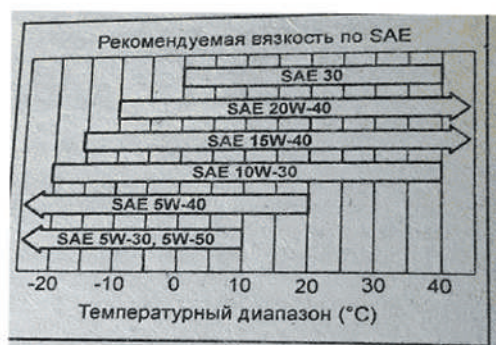 Рекомендуемая вязкость по SAE
SAE 30
SAE 20W-40
SAE 15W-40
SAE 10W-30
SAE 5W-40
SAE 5W-30, 5W-50
-20 -10 0 10 20 30 40
Температурный диапазон (°C)